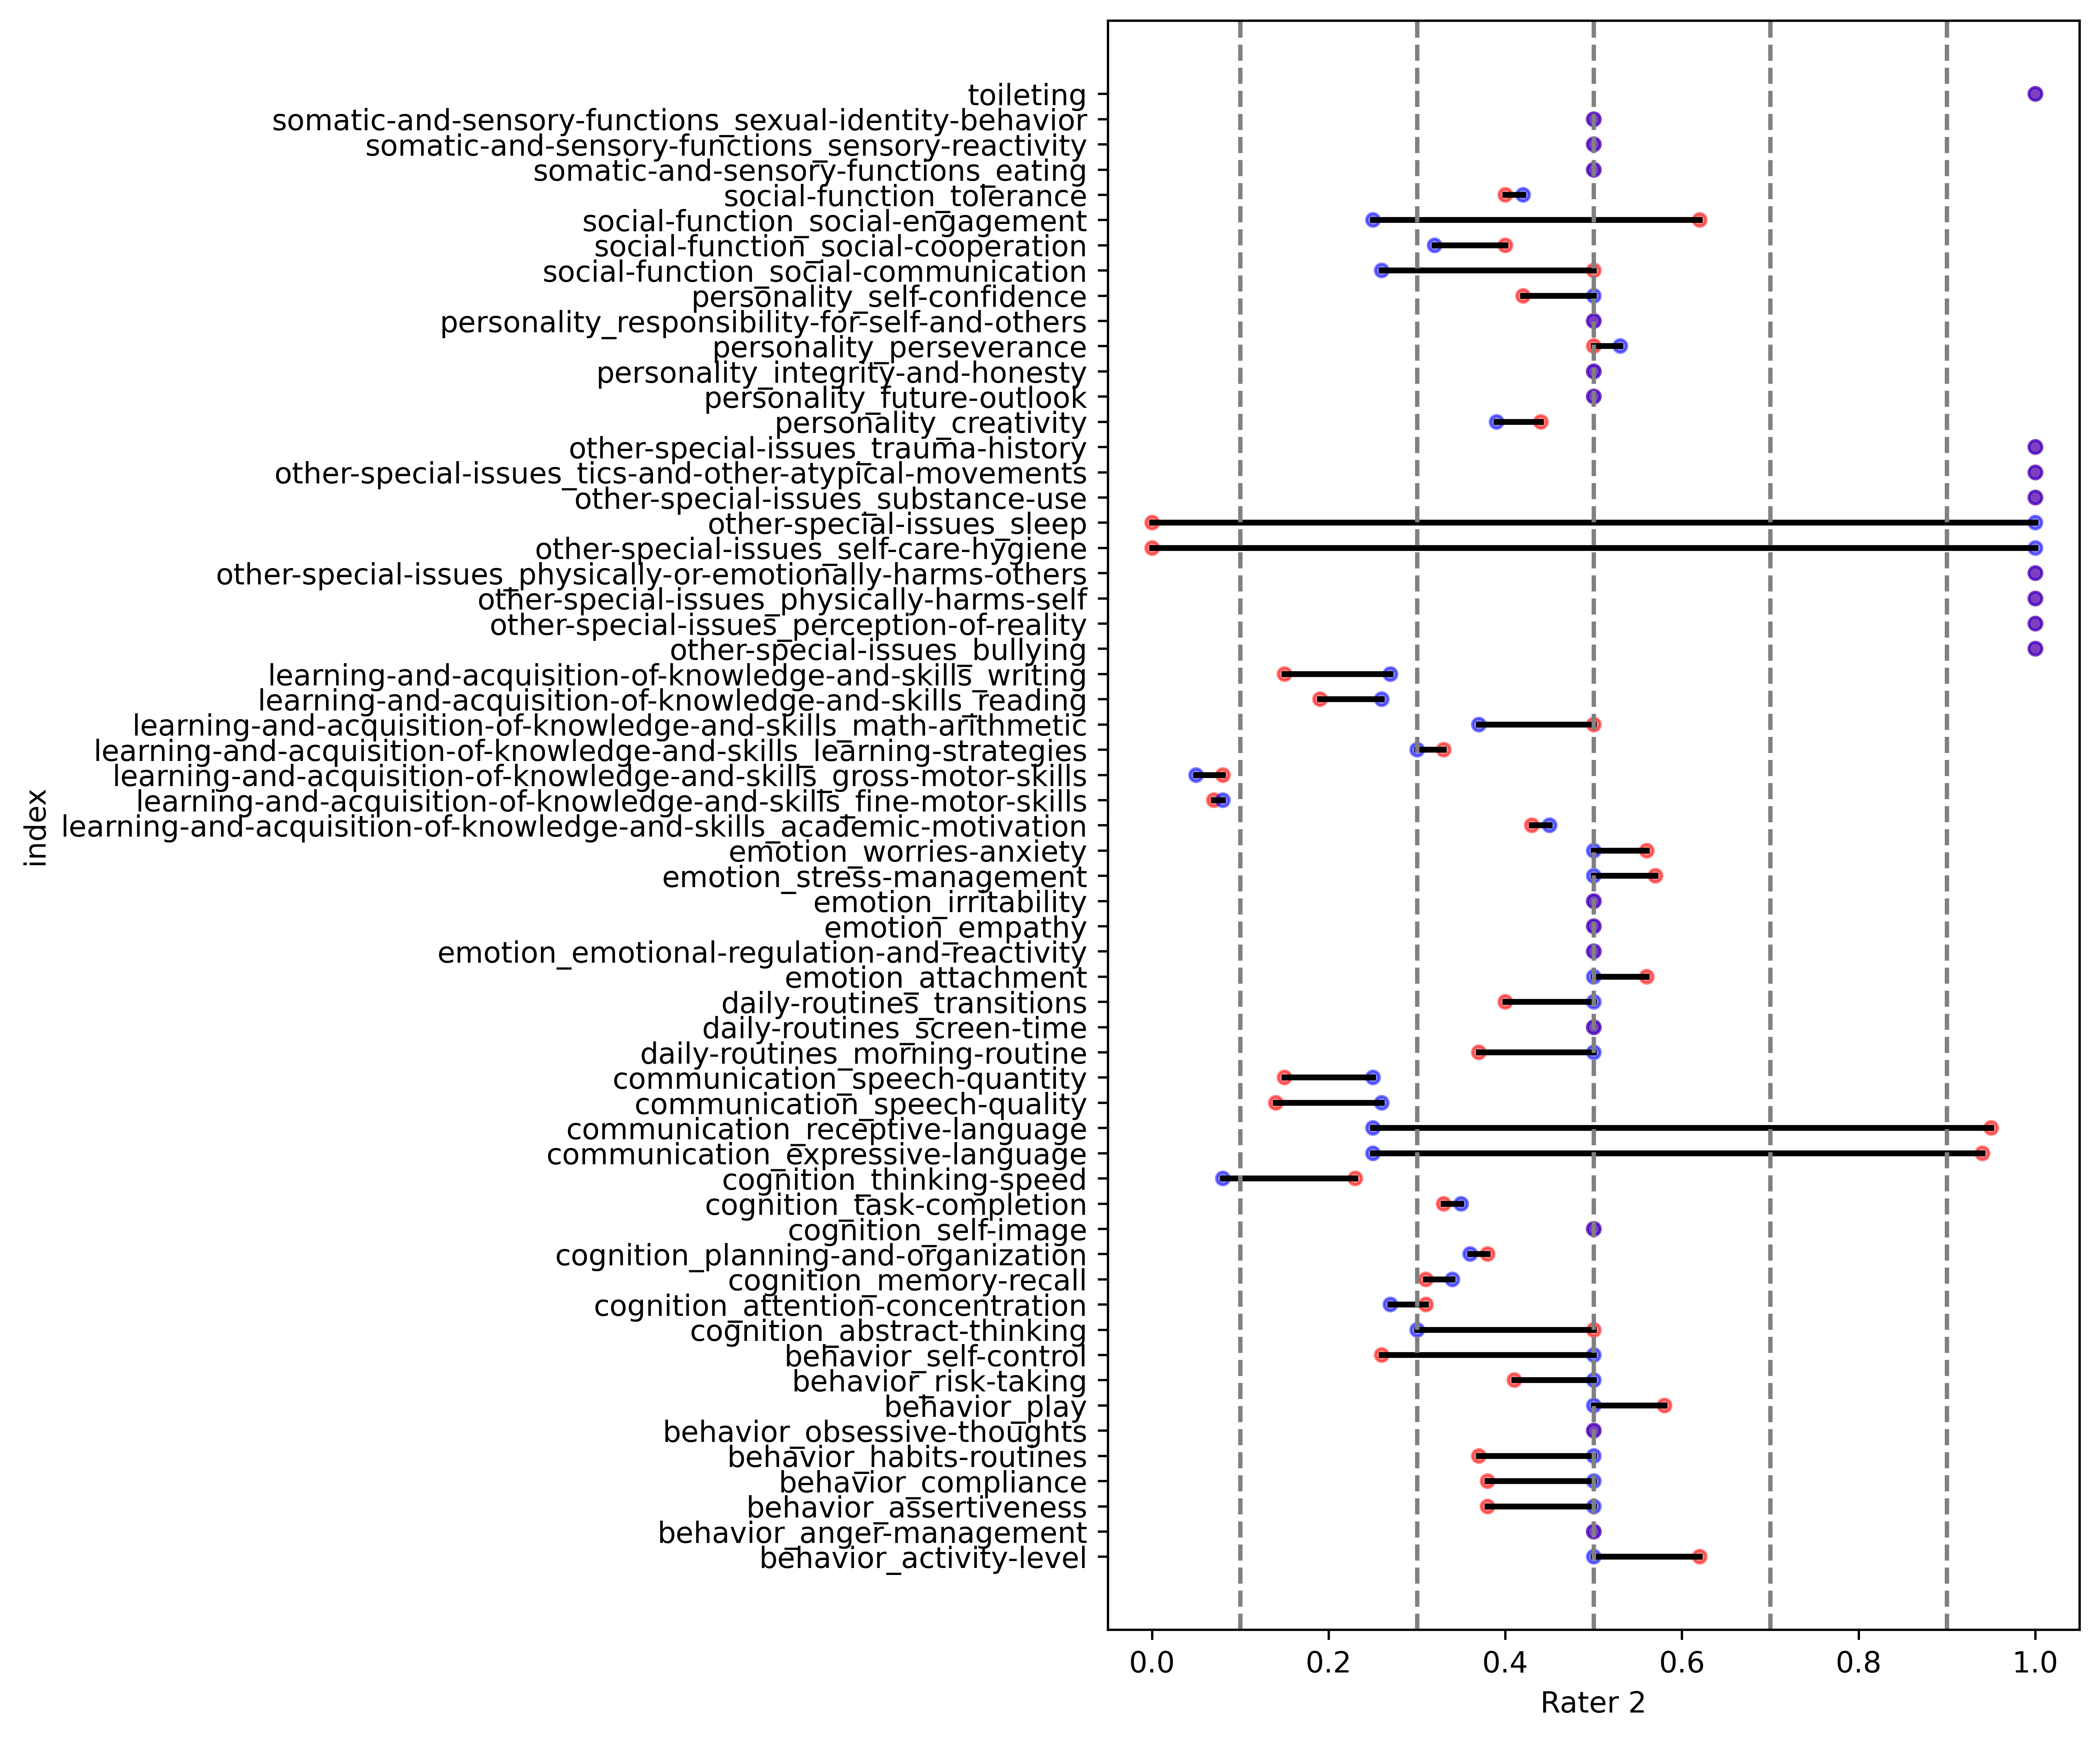 toileting
somatic-and-sensory-functions_sexual-identity-behavior
somatic-and-sensory-functions_sensory-reactivity
somatic-and-sensory-functions_eating
social-function_tolerance
social-function_social-engagement
social-function_social-cooperation
social-function_social-communication
personality_self-confidence
personality_responsibility-for-self-and-others
personality_perseverance
personality_integrity-and-honesty
personality_future-outlook
personality_creativity
other-special-issues_trauma-history
other-special-issues_tics-and-other-atypical-movements
other-special-issues_substance-use
other-special-issues_sleep
other-special-issues_self-care-hygiene
other-special-issues_physically-or-emotionally-harms-others
other-special-issues_physically-harms-self
other-special-issues_perception-of-reality
other-special-issues_bullying
learning-and-acquisition-of-knowledge-and-skills_writing
learning-and-acquisition-of-knowledge-and-skills_reading
learning-and-acquisition-of-knowledge-and-skills_math-arithmetic
learning-and-acquisition-of-knowledge-and-skills_learning-strategies
learning-and-acquisition-of-knowledge-and-skills_gross-motor-skills
learning-and-acquisition-of-knowledge-and-skills_fine-motor-skills
learning-and-acquisition-of-knowledge-and-skills_academic-motivation
emotion_worries-anxiety
emotion_stress-management
emotion_irritability
emotion_empathy
emotion_emotional-regulation-and-reactivity
emotion_attachment
daily-routines_transitions
daily-routines_screen-time
daily-routines_morning-routine
communication_speech-quantity
communication_speech-quality
communication_receptive-language
communication_expressive-language
cognition_thinking-speed
cognition_task-completion
cognition_self-image
cognition_planning-and-organization
cognition_memory-recall
cognition_attention-concentration
cognition_abstract-thinking
behavior_self-control
behavior_risk-taking
behavior_play
behavior_obsessive-thoughts
behavior_habits-routines
behavior_compliance
behavior_assertiveness
behavior_anger-management
behavior_activity-level
index
0.0 0.2 0.4 0.6 0.8 1.0
Rater 2